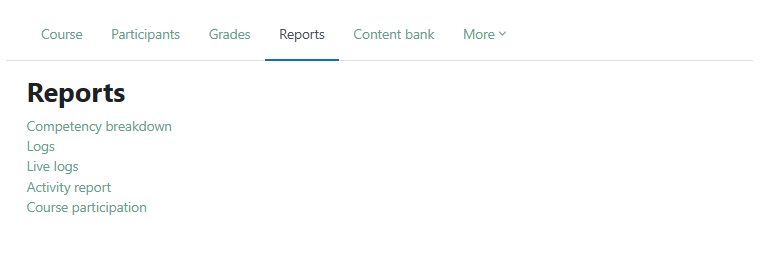 Course Participants Grades Reports Content bank More
Reports
Competency breakdown
Logs
Live logs
Activity report
Course participation